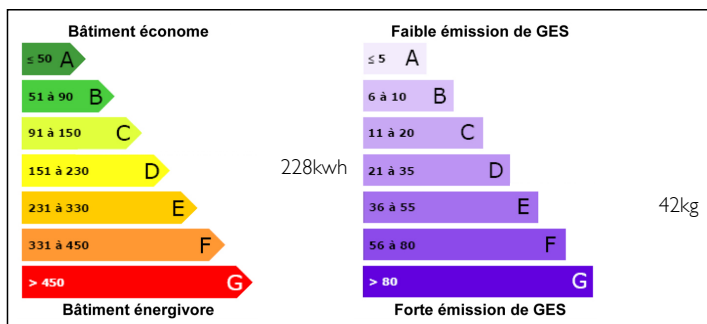 Bâtiment économe
≤ 50 A
51 à 90 B
91 à 150 C
151 à 230 D
228kwh
231 à 330 E
331 à 450 F
> 450 G
Bâtiment énergivore
Faible émission de GES
≤ 5 A
6 à 10 B
11 à 20 C
21 à 35 D
36 à 55 E
42kg
56 à 80 F
> 80 G
Forte émission de GES